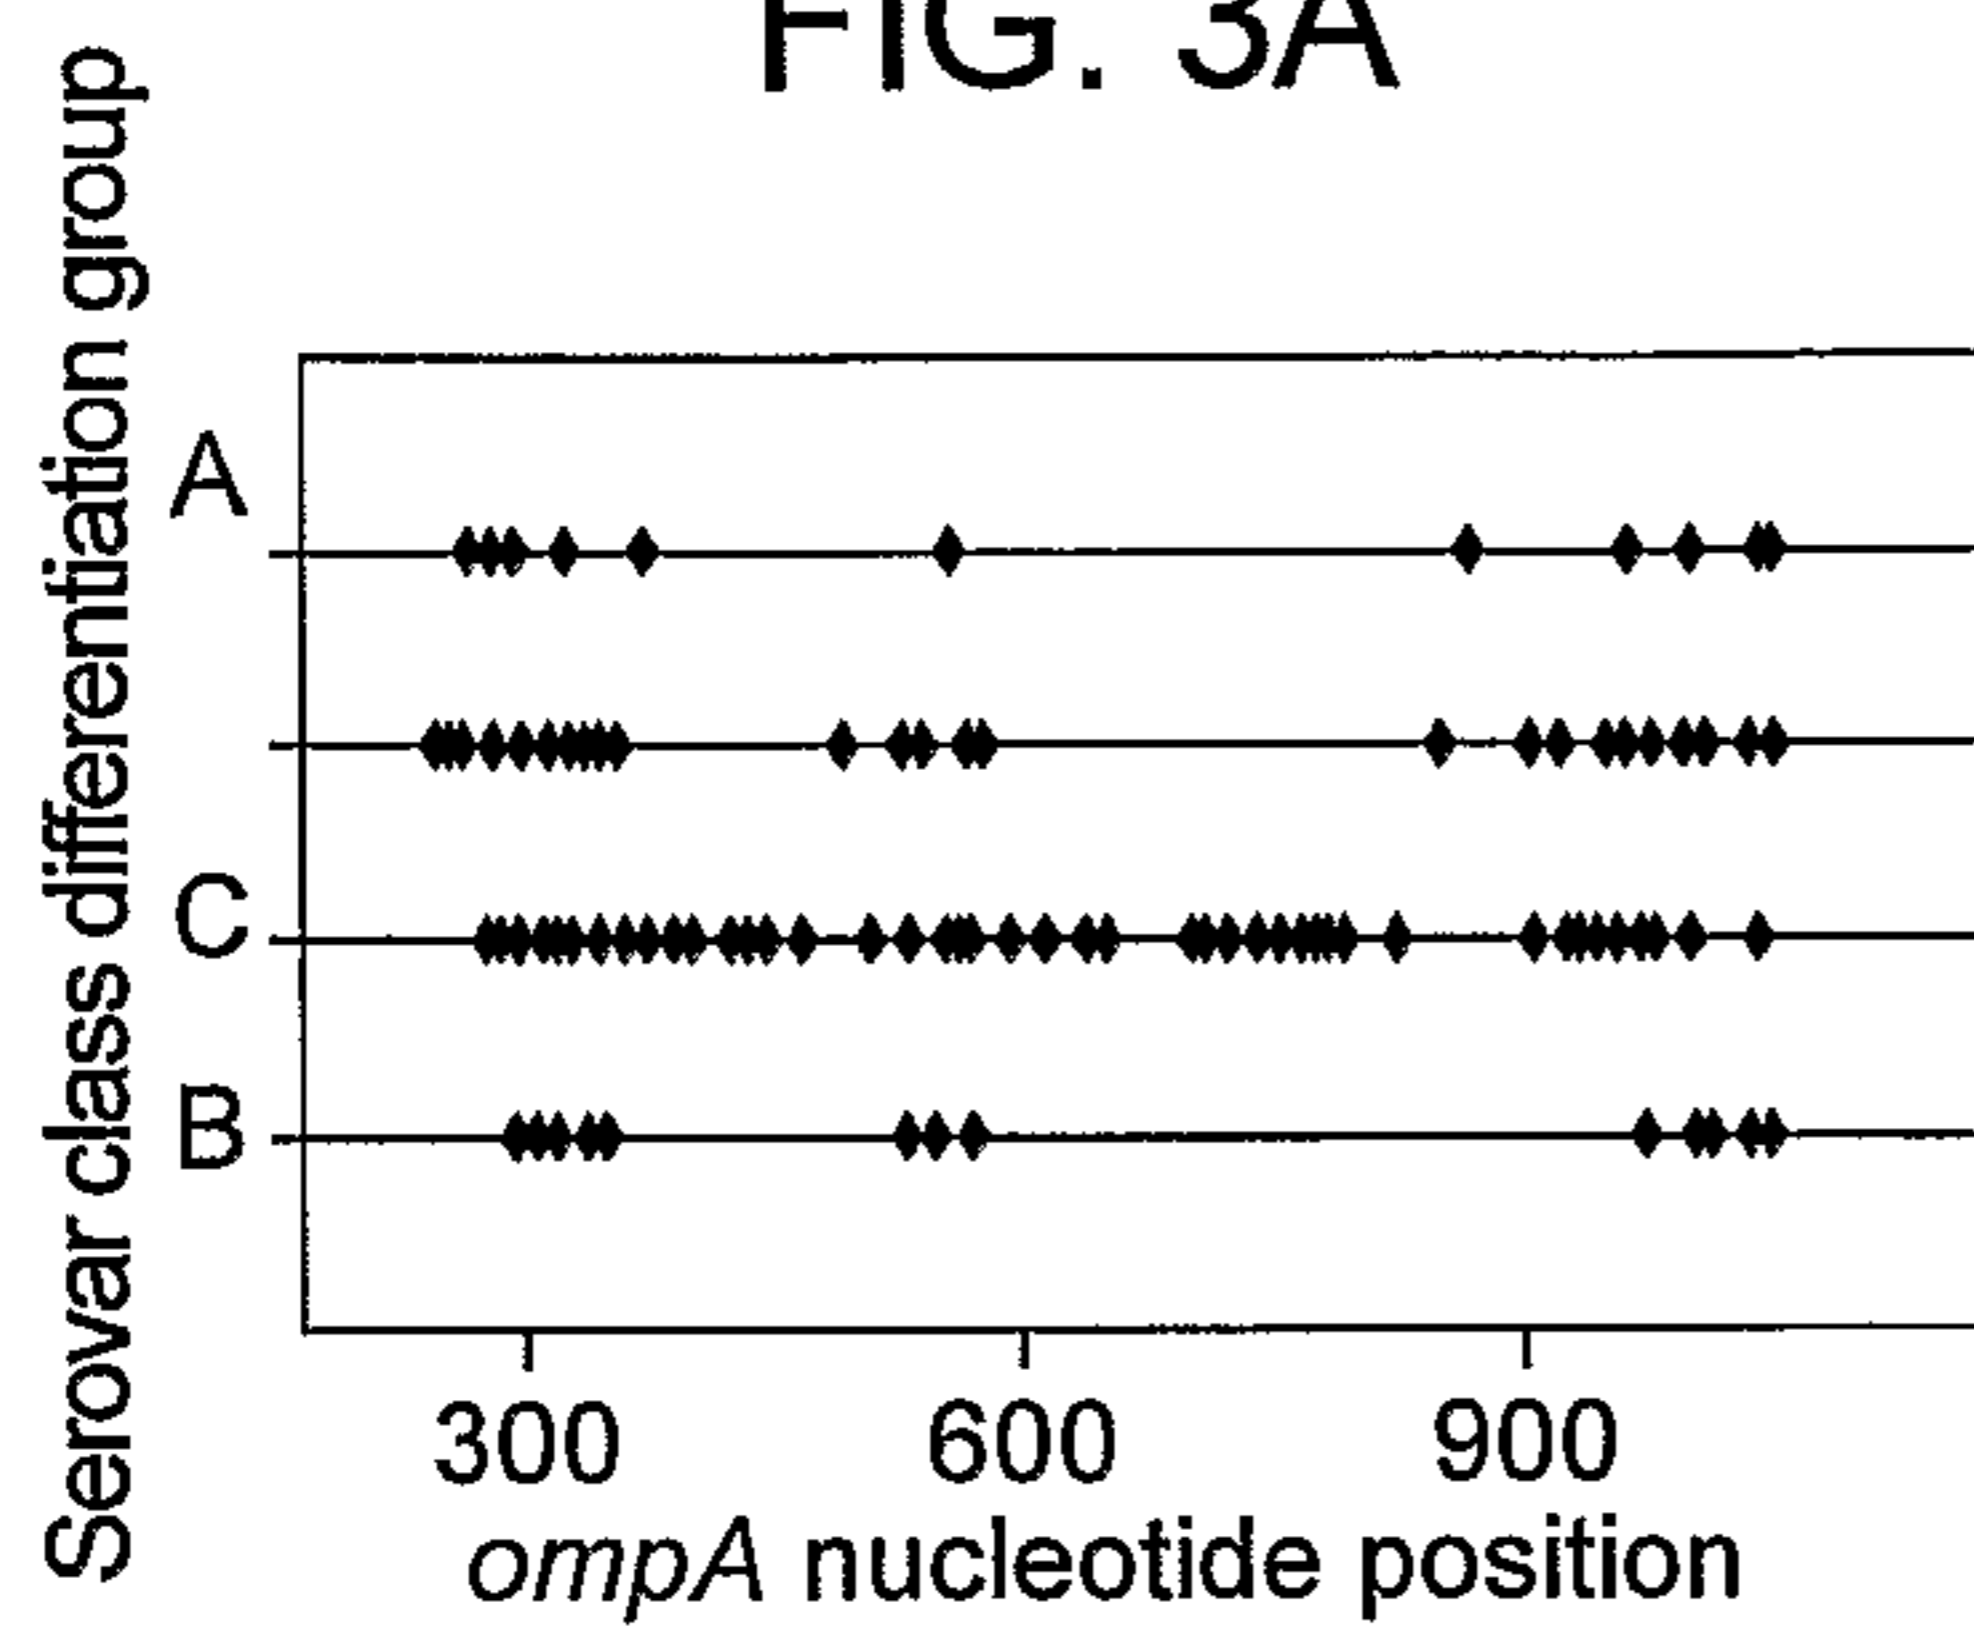 FIG. 3A
Serovar class differentiation group
A
C
B
300 600 900
ompA nucleotide position